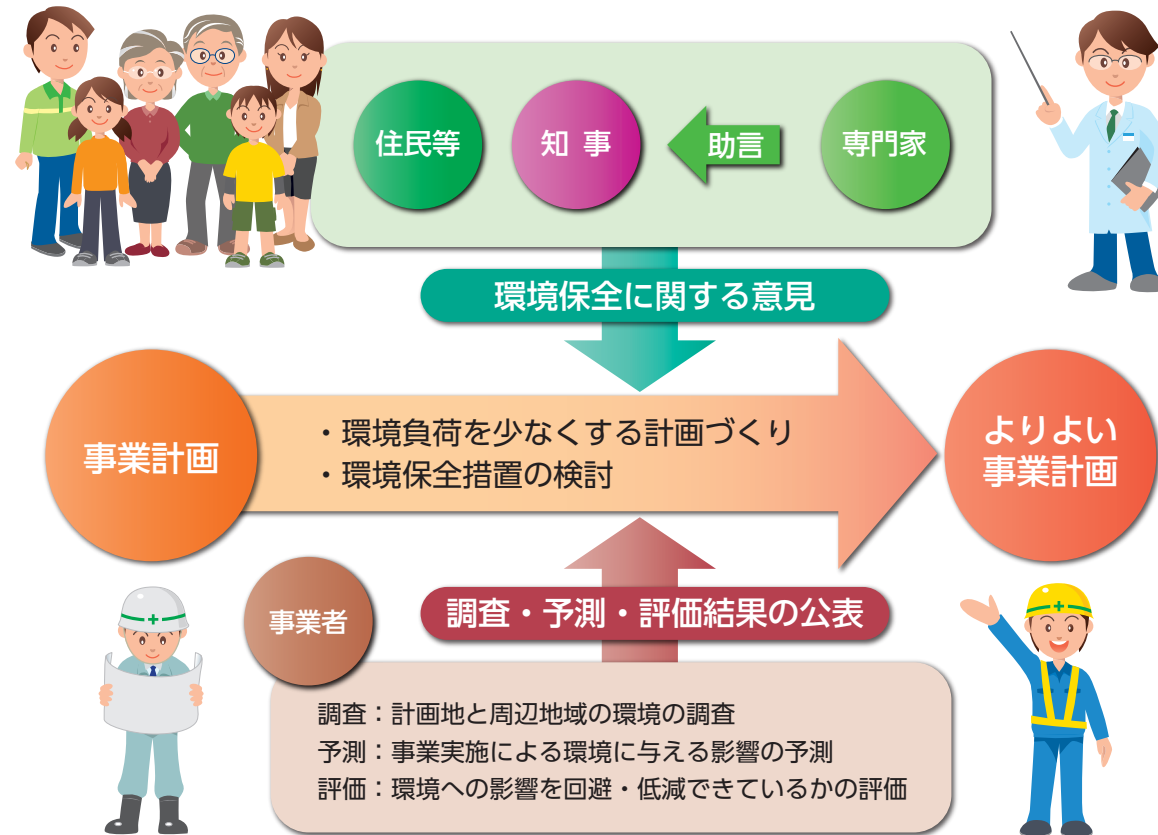 住民等
知 事
助言
専門家
環境保全に関する意見
事業計画
・環境負荷を少なくする計画づくり
・環境保全措置の検討
よりよい
事業計画
事業者
調査・予測・評価結果の公表
調査：計画地と周辺地域の環境の調査
予測：事業実施による環境に与える影響の予測
評価：環境への影響を回避・低減できているかの評価